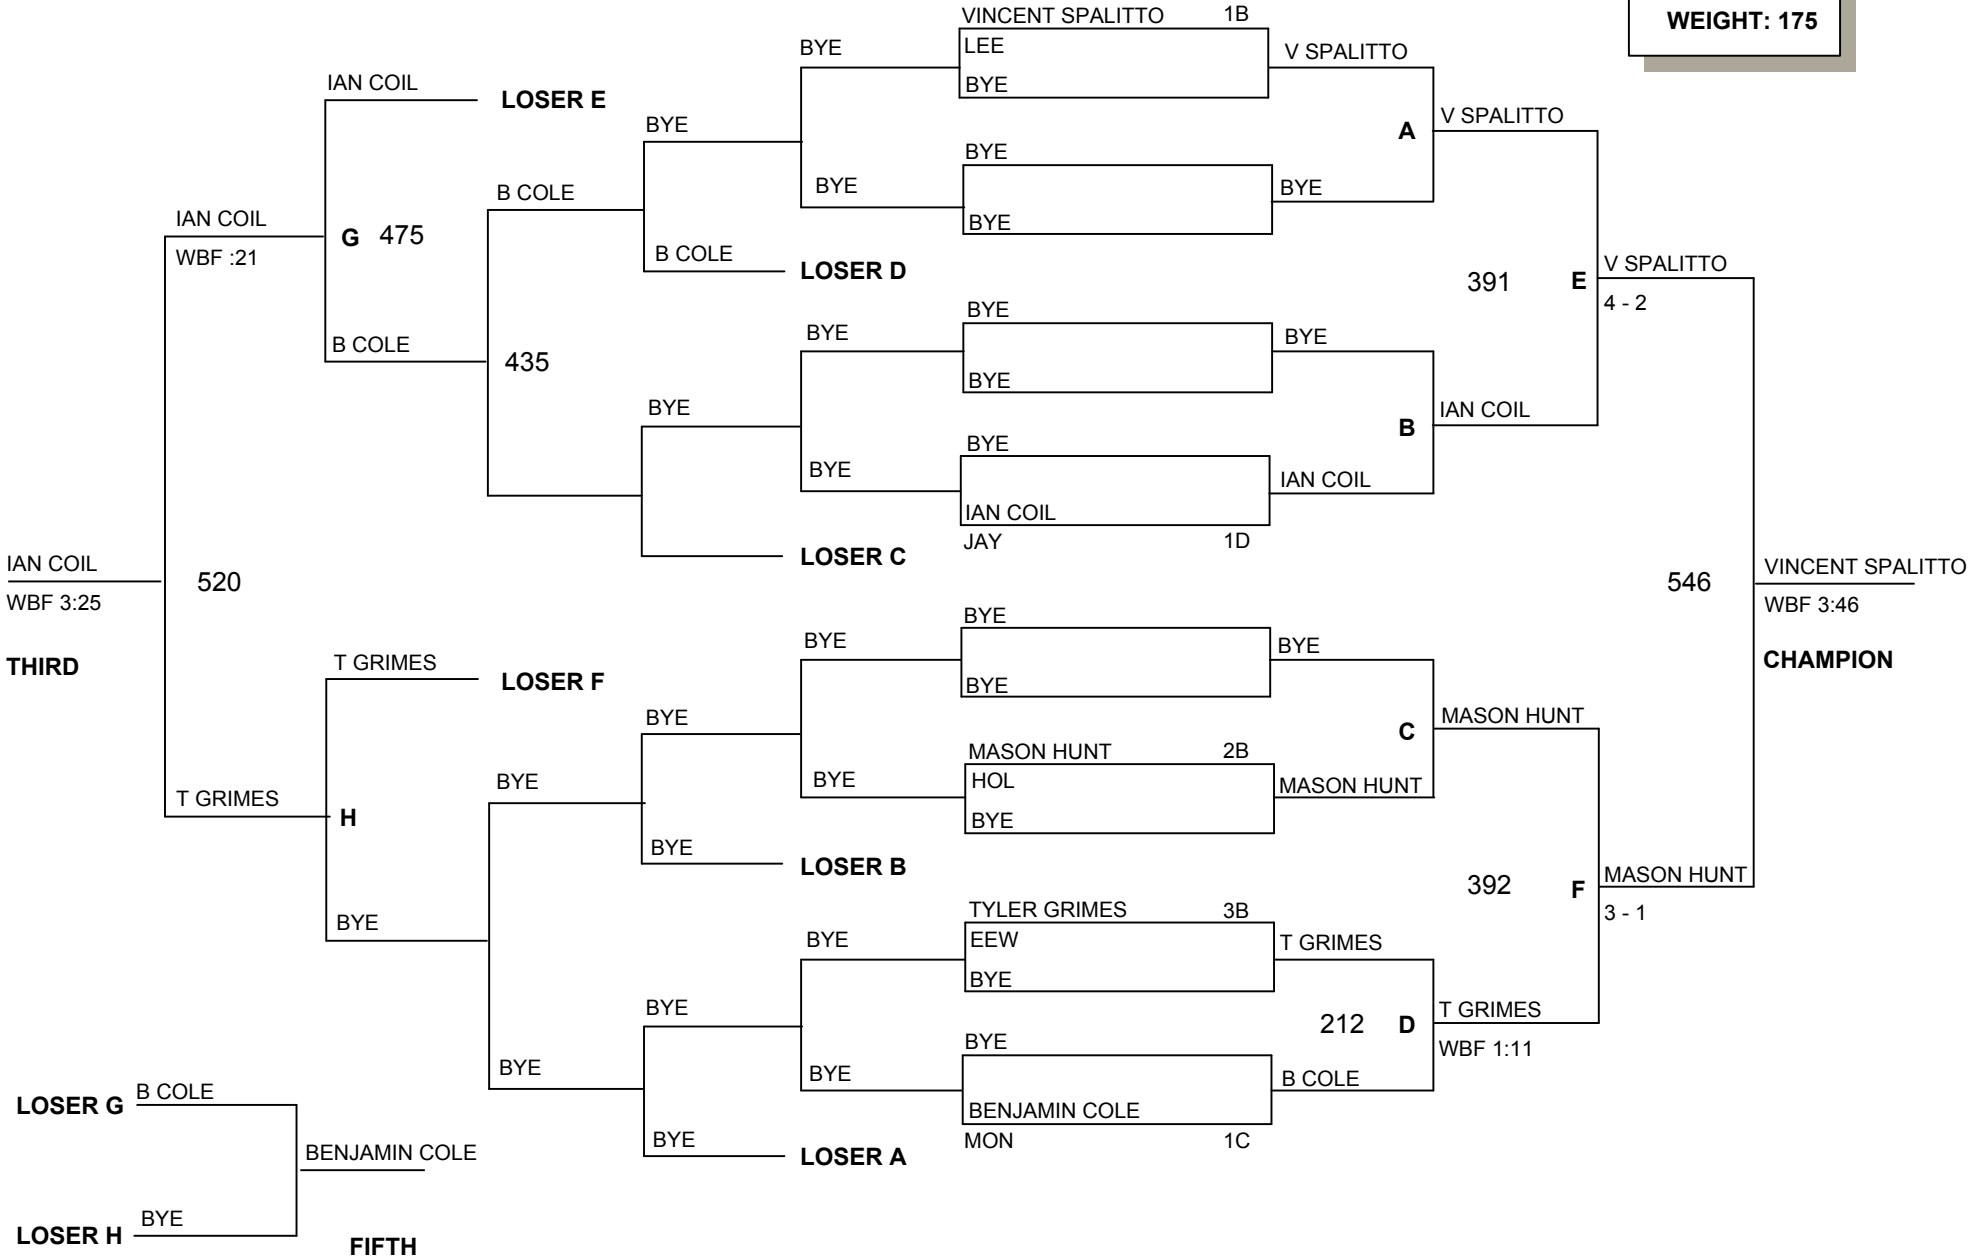 WEIGHT: 175
VINCENT SPALITTO 1B
LEE
BYE
BYE
V SPALITTO
IAN COIL
LOSER E
BYE
A
V SPALITTO
BYE
BYE
BYE
BYE
B COLE
IAN COIL
WBF :21
G 475
B COLE
LOSER D
391
E
V SPALITTO
4 - 2
BYE
BYE
BYE
BYE
B COLE
435
BYE
BYE
B
IAN COIL
BYE
BYE
IAN COIL
IAN COIL
JAY 1D
LOSER C
IAN COIL
WBF 3:25
THIRD
520
546
VINCENT SPALITTO
WBF 3:46
CHAMPION
BYE
BYE
BYE
BYE
T GRIMES
LOSER F
BYE
C
MASON HUNT
MASON HUNT 2B
HOL
BYE
MASON HUNT
BYE
BYE
T GRIMES
H
BYE
LOSER B
392
F
MASON HUNT
3 - 1
TYLER GRIMES 3B
EEW
BYE
T GRIMES
BYE
BYE
BYE
212 D
T GRIMES
WBF 1:11
BYE
BYE
B COLE
BENJAMIN COLE
MON 1C
BYE
BYE
LOSER A
LOSER G B COLE
BENJAMIN COLE
LOSER H BYE
FIFTH